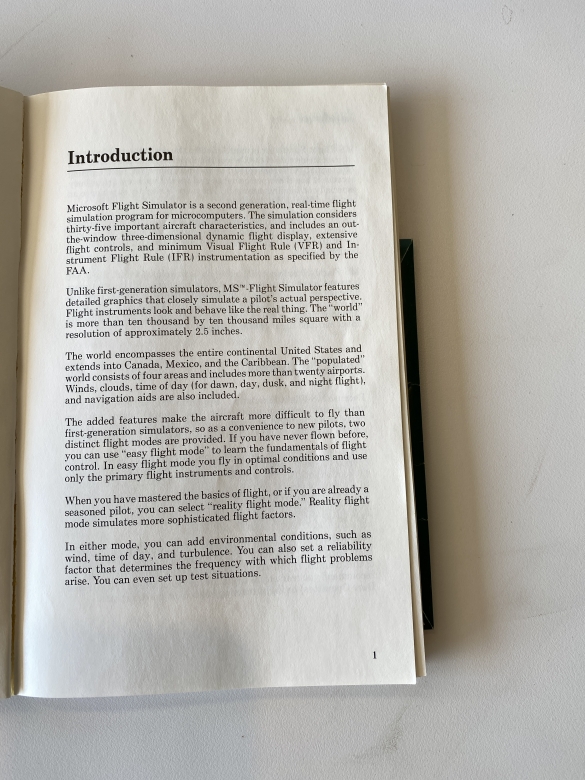 Introduction
Microsoft Flight Simulator is a second generation, real-time flight
simulation program for microcomputers. The simulation considers
thirty-five important aircraft characteristics, and includes an out-
the-window three-dimensional dynamic flight display, extensive
flight controls, and minimum Visual Flight Rule (VFR) and In-
strument Flight Rule (IFR) instrumentation as specified by the
FAA.
Unlike first-generation simulators, MS™-Flight Simulator features
detailed graphics that closely simulate a pilot's actual perspective.
Flight instruments look and behave like the real thing. The "world"
is more than ten thousand by ten thousand miles square with a
resolution of approximately 2.5 inches.
The world encompasses the entire continental United States and
extends into Canada, Mexico, and the Caribbean. The "populated"
world consists of four areas and includes more than twenty airports.
Winds, clouds, time of day (for dawn, day, dusk, and night flight),
and navigation aids are also included.
The added features make the aircraft more difficult to fly than
first-generation simulators, so as a convenience to new pilots, two
distinct flight modes are provided. If you have never flown before,
you can use "easy flight mode" to learn the fundamentals of flight
control. In easy flight mode you fly in optimal conditions and use
only the primary flight instruments and controls.
When you have mastered the basics of flight, or if you are already a
seasoned pilot, you can select "reality flight mode." Reality flight
mode simulates more sophisticated flight factors.
In either mode, you can add environmental conditions, such as
wind, time of day, and turbulence. You can also set a reliability
factor that determines the frequency with which flight problems
arise. You can even set up test situations.
1